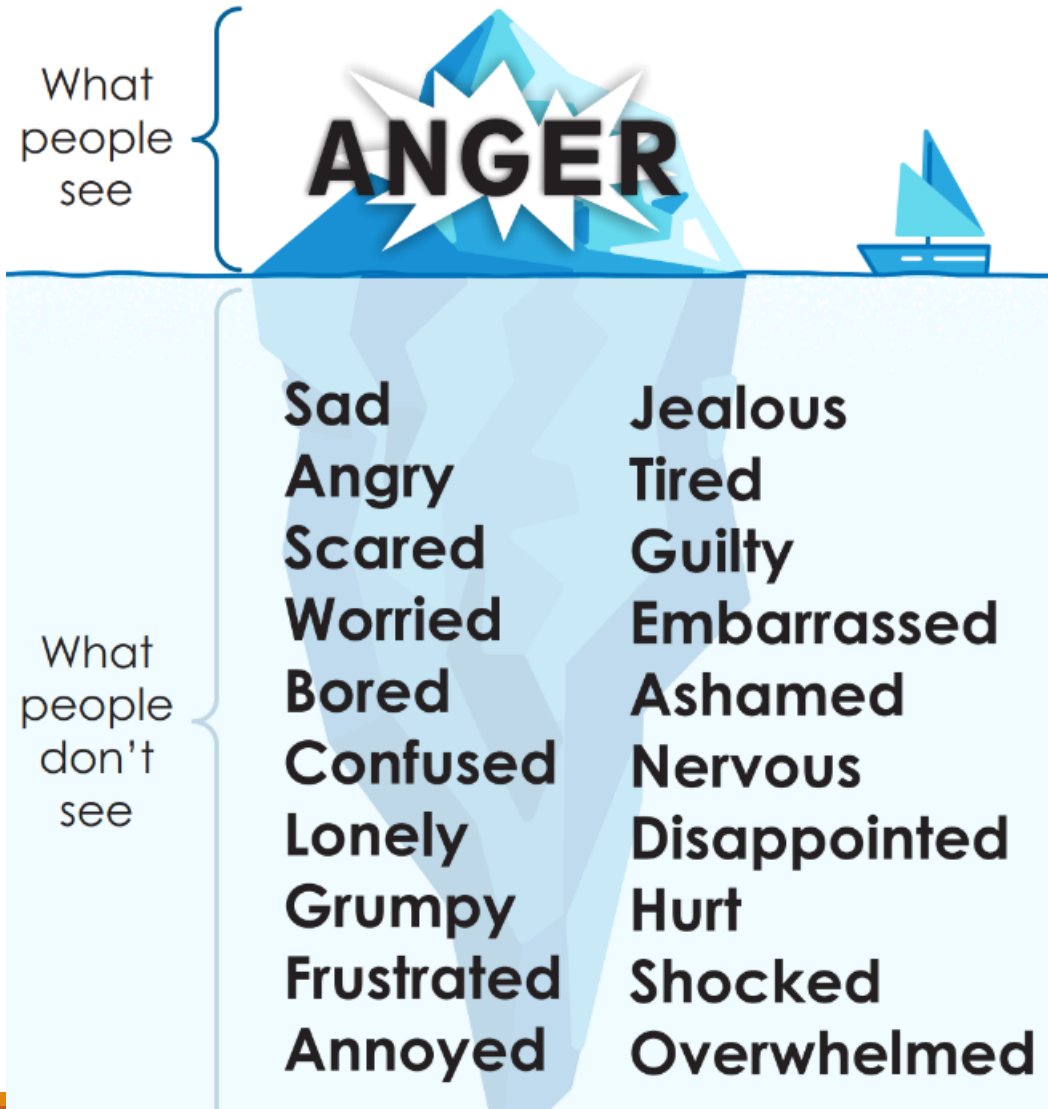 What
people
see
ANGER
What
people
don't
see
Sad
Angry
Scared
Worried
Bored
Confused
Lonely
Grumpy
Frustrated
Annoyed
Jealous
Tired
Guilty
Embarrassed
Ashamed
Nervous
Disappointed
Hurt
Shocked
Overwhelmed